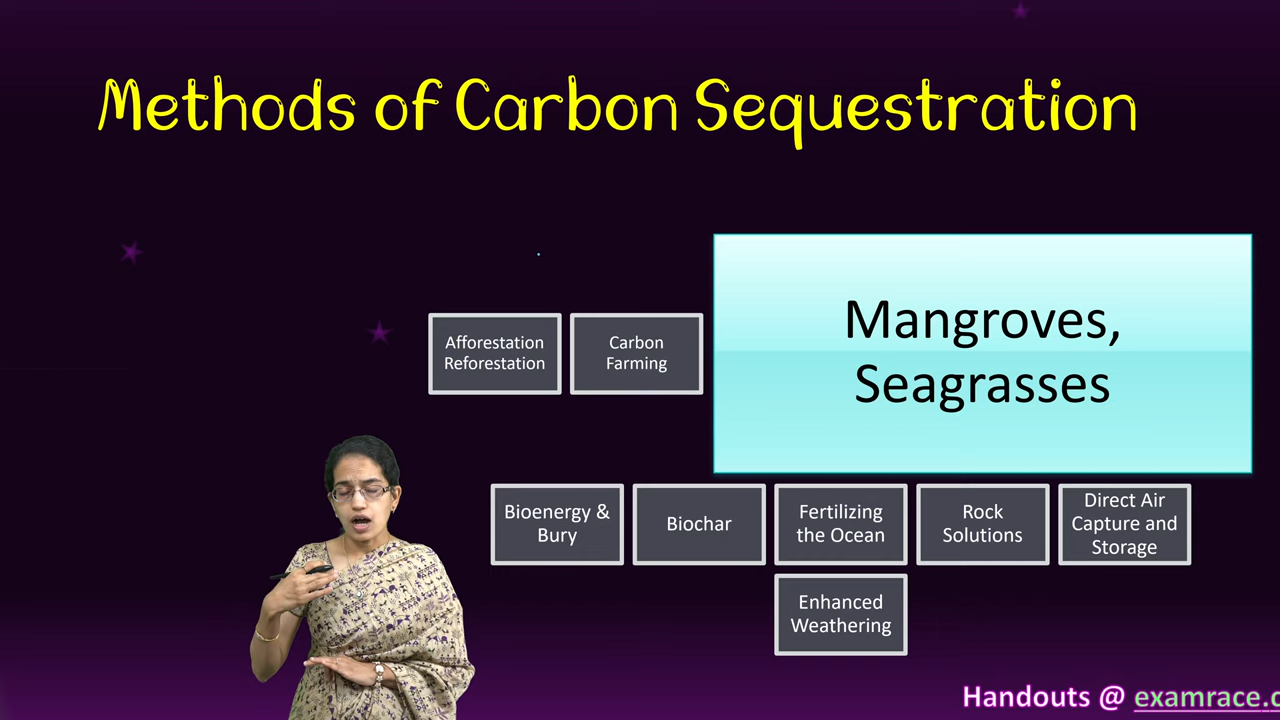 Methods of Carbon Sequestration
Afforestation
Reforestation
Carbon
Farming
Mangroves,
Seagrasses
Bioenergy &
Bury
Biochar
Fertilizing
the Ocean
Rock
Solutions
Direct Air
Capture and
Storage
Enhanced
Weathering
Handouts @ examrace.c